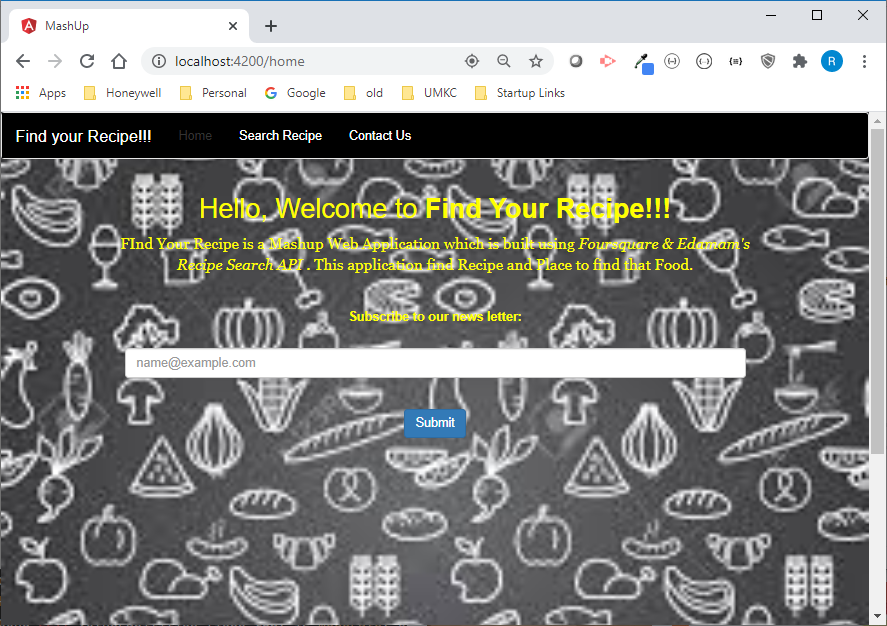 MashUp
localhost:4200/home
R
Apps Honeywell Personal Google old UMKC Startup Links
Find your Recipe!!! Home Search Recipe Contact Us
Hello, Welcome to Find Your Recipe!!!
FInd Your Recipe is a Mashup Web Application which is built using Foursquare & Edamam's
Recipe Search API . This application find Recipe and Place to find that Food.
Subscribe to our news letter:
name@example.com
Submit